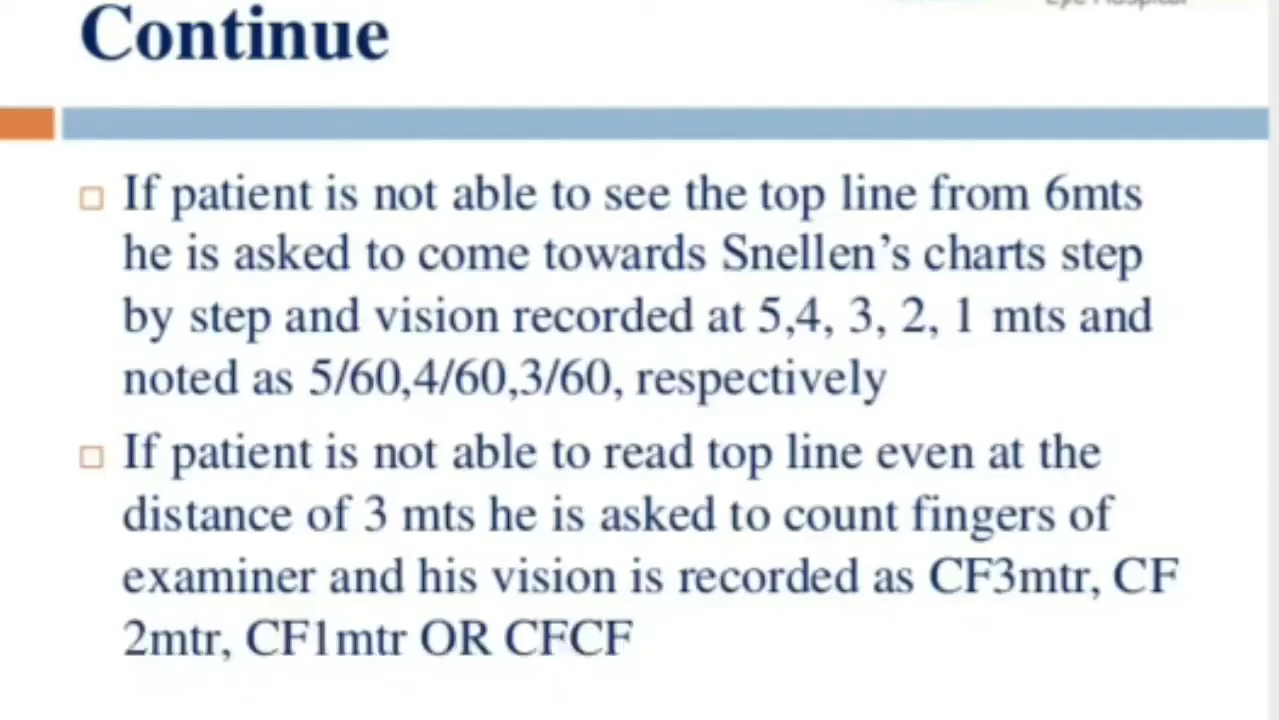 Eye Hospital
Continue
If patient is not able to see the top line from 6mts
he is asked to come towards Snellen's charts step
by step and vision recorded at 5,4, 3, 2, 1 mts and
noted as 5/60,4/60,3/60, respectively
If patient is not able to read top line even at the
distance of 3 mts he is asked to count fingers of
examiner and his vision is recorded as CF3mtr, CF
2mtr, CF1mtr OR CFCF